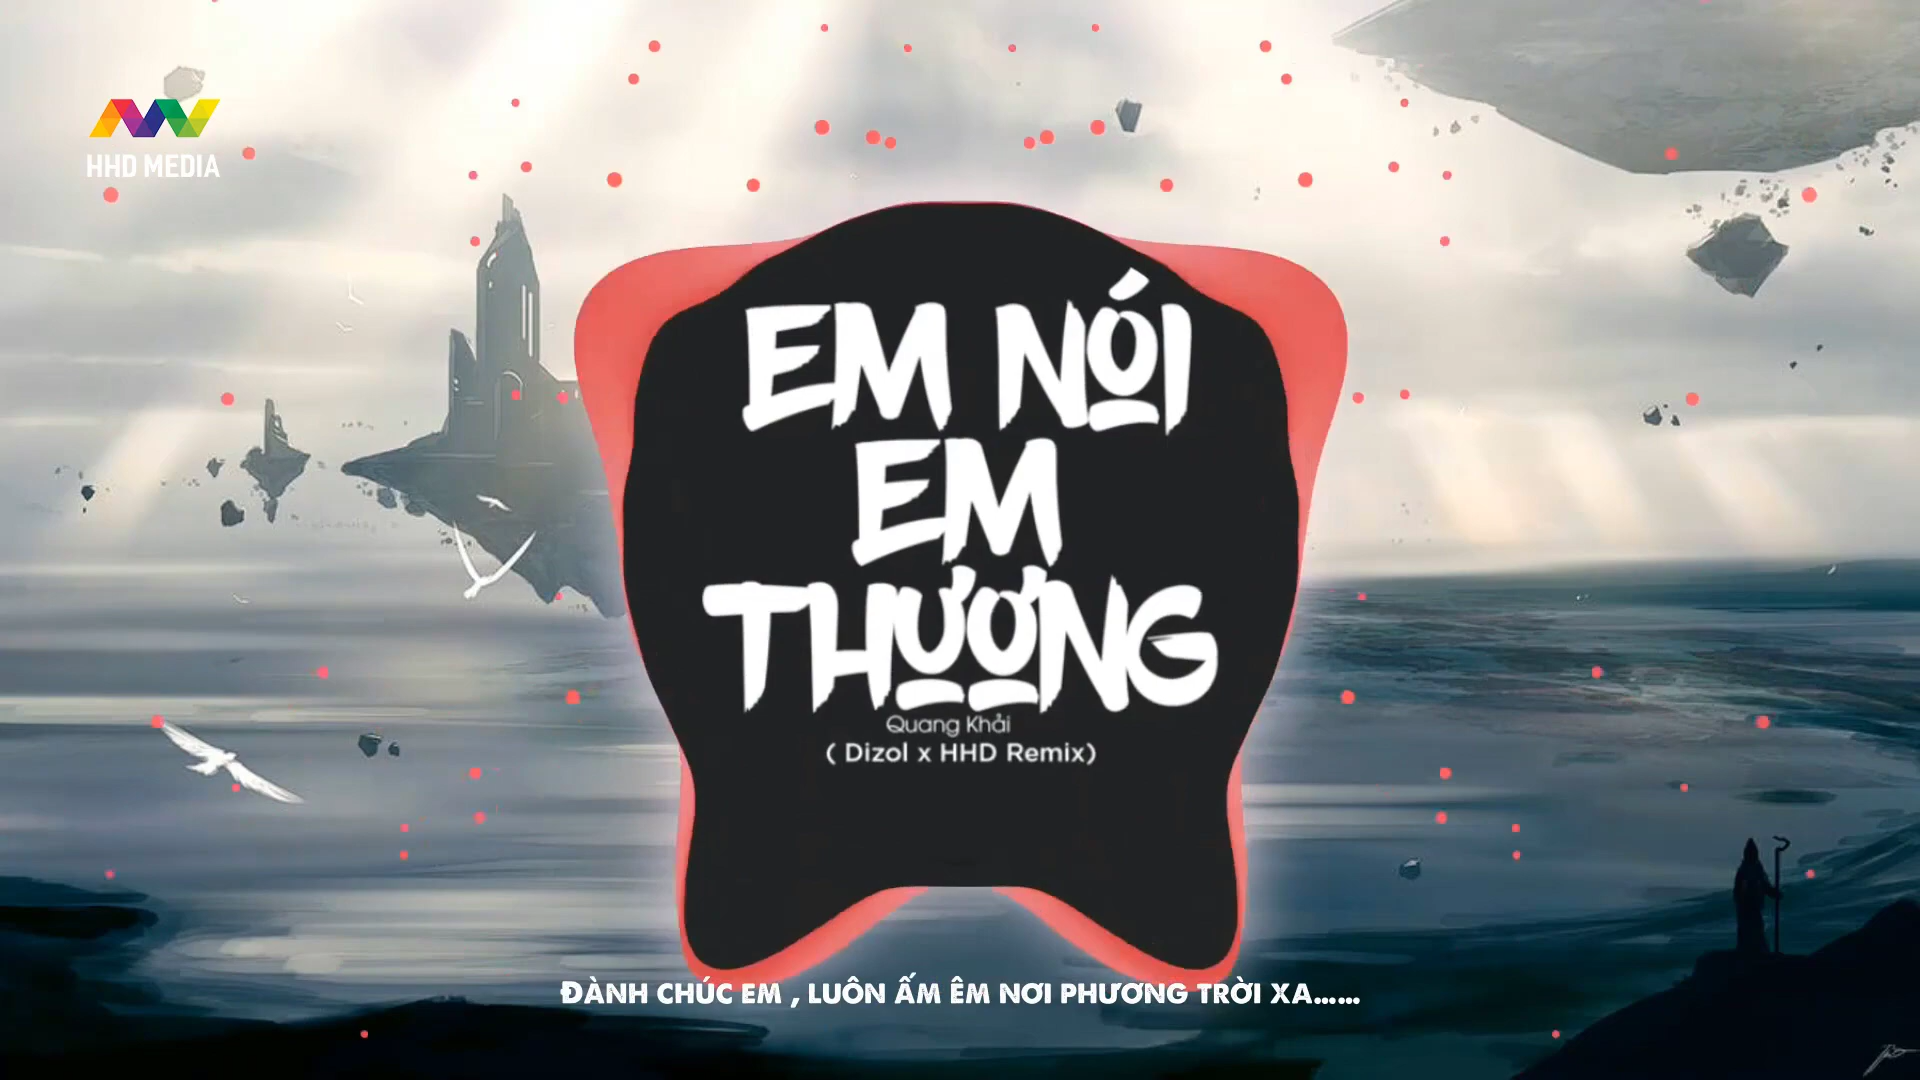 HHD MEDIA
EM NÓI
EM
THƯƠNG
Quang Khải
( Dizol x HHD Remix)
ĐÀNH CHÚC EM , LUÔN ẤM ÊM NƠI PHƯƠNG TRỜI XA......